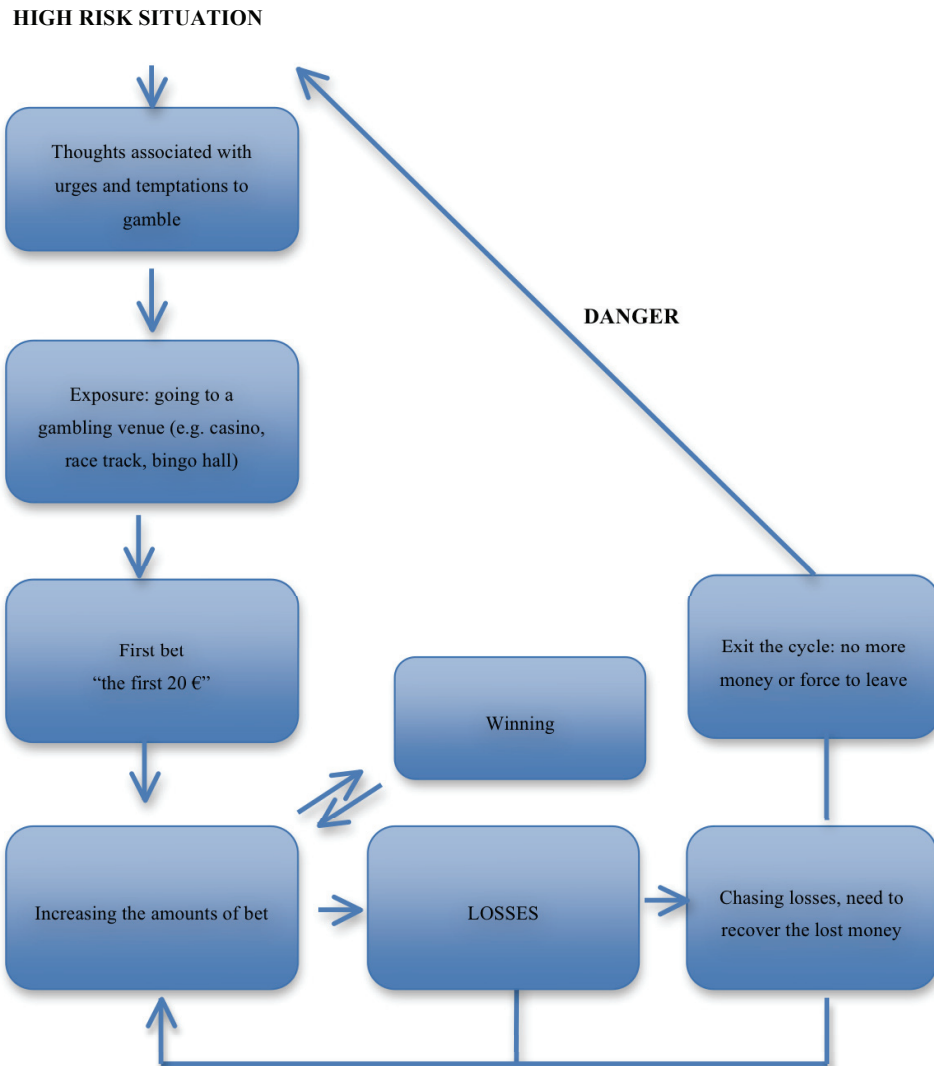 HIGH RISK SITUATION
Thoughts associated with
urges and temptations to
gamble
DANGER
Exposure: going to a
gambling venue (e.g. casino,
race track, bingo hall)
First bet
“the first 20 €”
Exit the cycle: no more
money or force to leave
Winning
Increasing the amounts of bet
LOSSES
Chasing losses, need to
recover the lost money